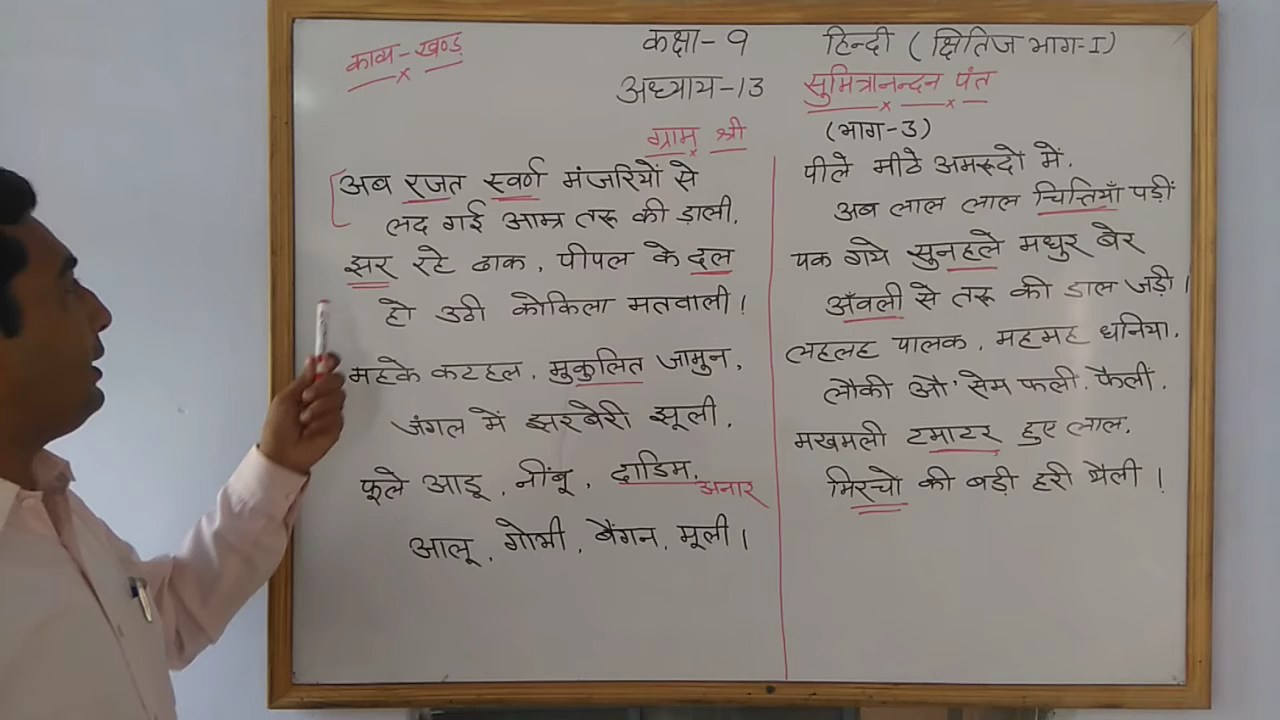 काव्य-खण्ड़
कक्षा-9 हिन्दी (क्षितिज भाग-I)
अध्याय-13 सुमित्रानन्दन पंत
ग्राम श्री (भाग-3)
अब रजत स्वर्ण मंजरियों से
लद गई आम्र तरू की ड़ाली,
झर रहे ढाक, पीपल के दल
हो उठी कोकिला मतवाली!
महके कटहल, मुकुलित जामुन,
जंगल में झरबेरी झूली,
फूले आडू, नींबू, दाडिम,
अनार
आलू, गोभी, बैंगन, मूली।
पीले मीठे अमरूदों में,
अब लाल लाल चित्तियाँ पड़ीं
पक गये सुनहले मधुर बेर
अँवली से तरू की डाल जड़ी।
लहलह पालक, महमह धनिया,
लौकी औ' सेम फली, फैलीं,
मखमली टमाटर हुए लाल,
मिरचो की बड़ी हरी थैली।